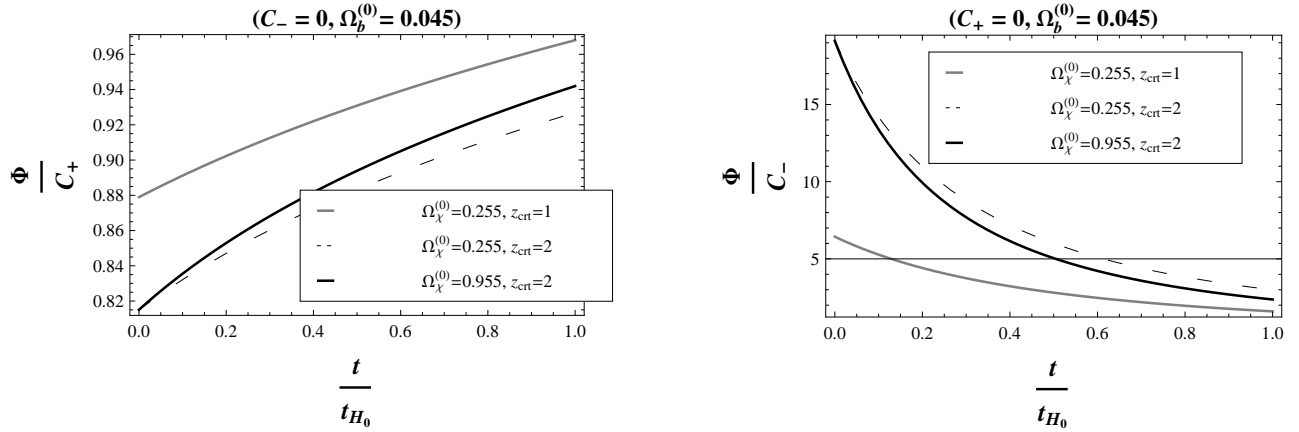 (C₋ = 0, Ω_b^(0) = 0.045)
0.96
0.94
0.92
0.90
0.88
0.86
0.84
0.82
Φ
C₊
Ω_χ^(0)=0.255, z_crt=1
Ω_χ^(0)=0.255, z_crt=2
Ω_χ^(0)=0.955, z_crt=2
0.0 0.2 0.4 0.6 0.8 1.0
t
t_H₀
(C₊ = 0, Ω_b^(0) = 0.045)
15
10
5
Φ
C₋
Ω_χ^(0)=0.255, z_crt=1
Ω_χ^(0)=0.255, z_crt=2
Ω_χ^(0)=0.955, z_crt=2
0.0 0.2 0.4 0.6 0.8 1.0
t
t_H₀